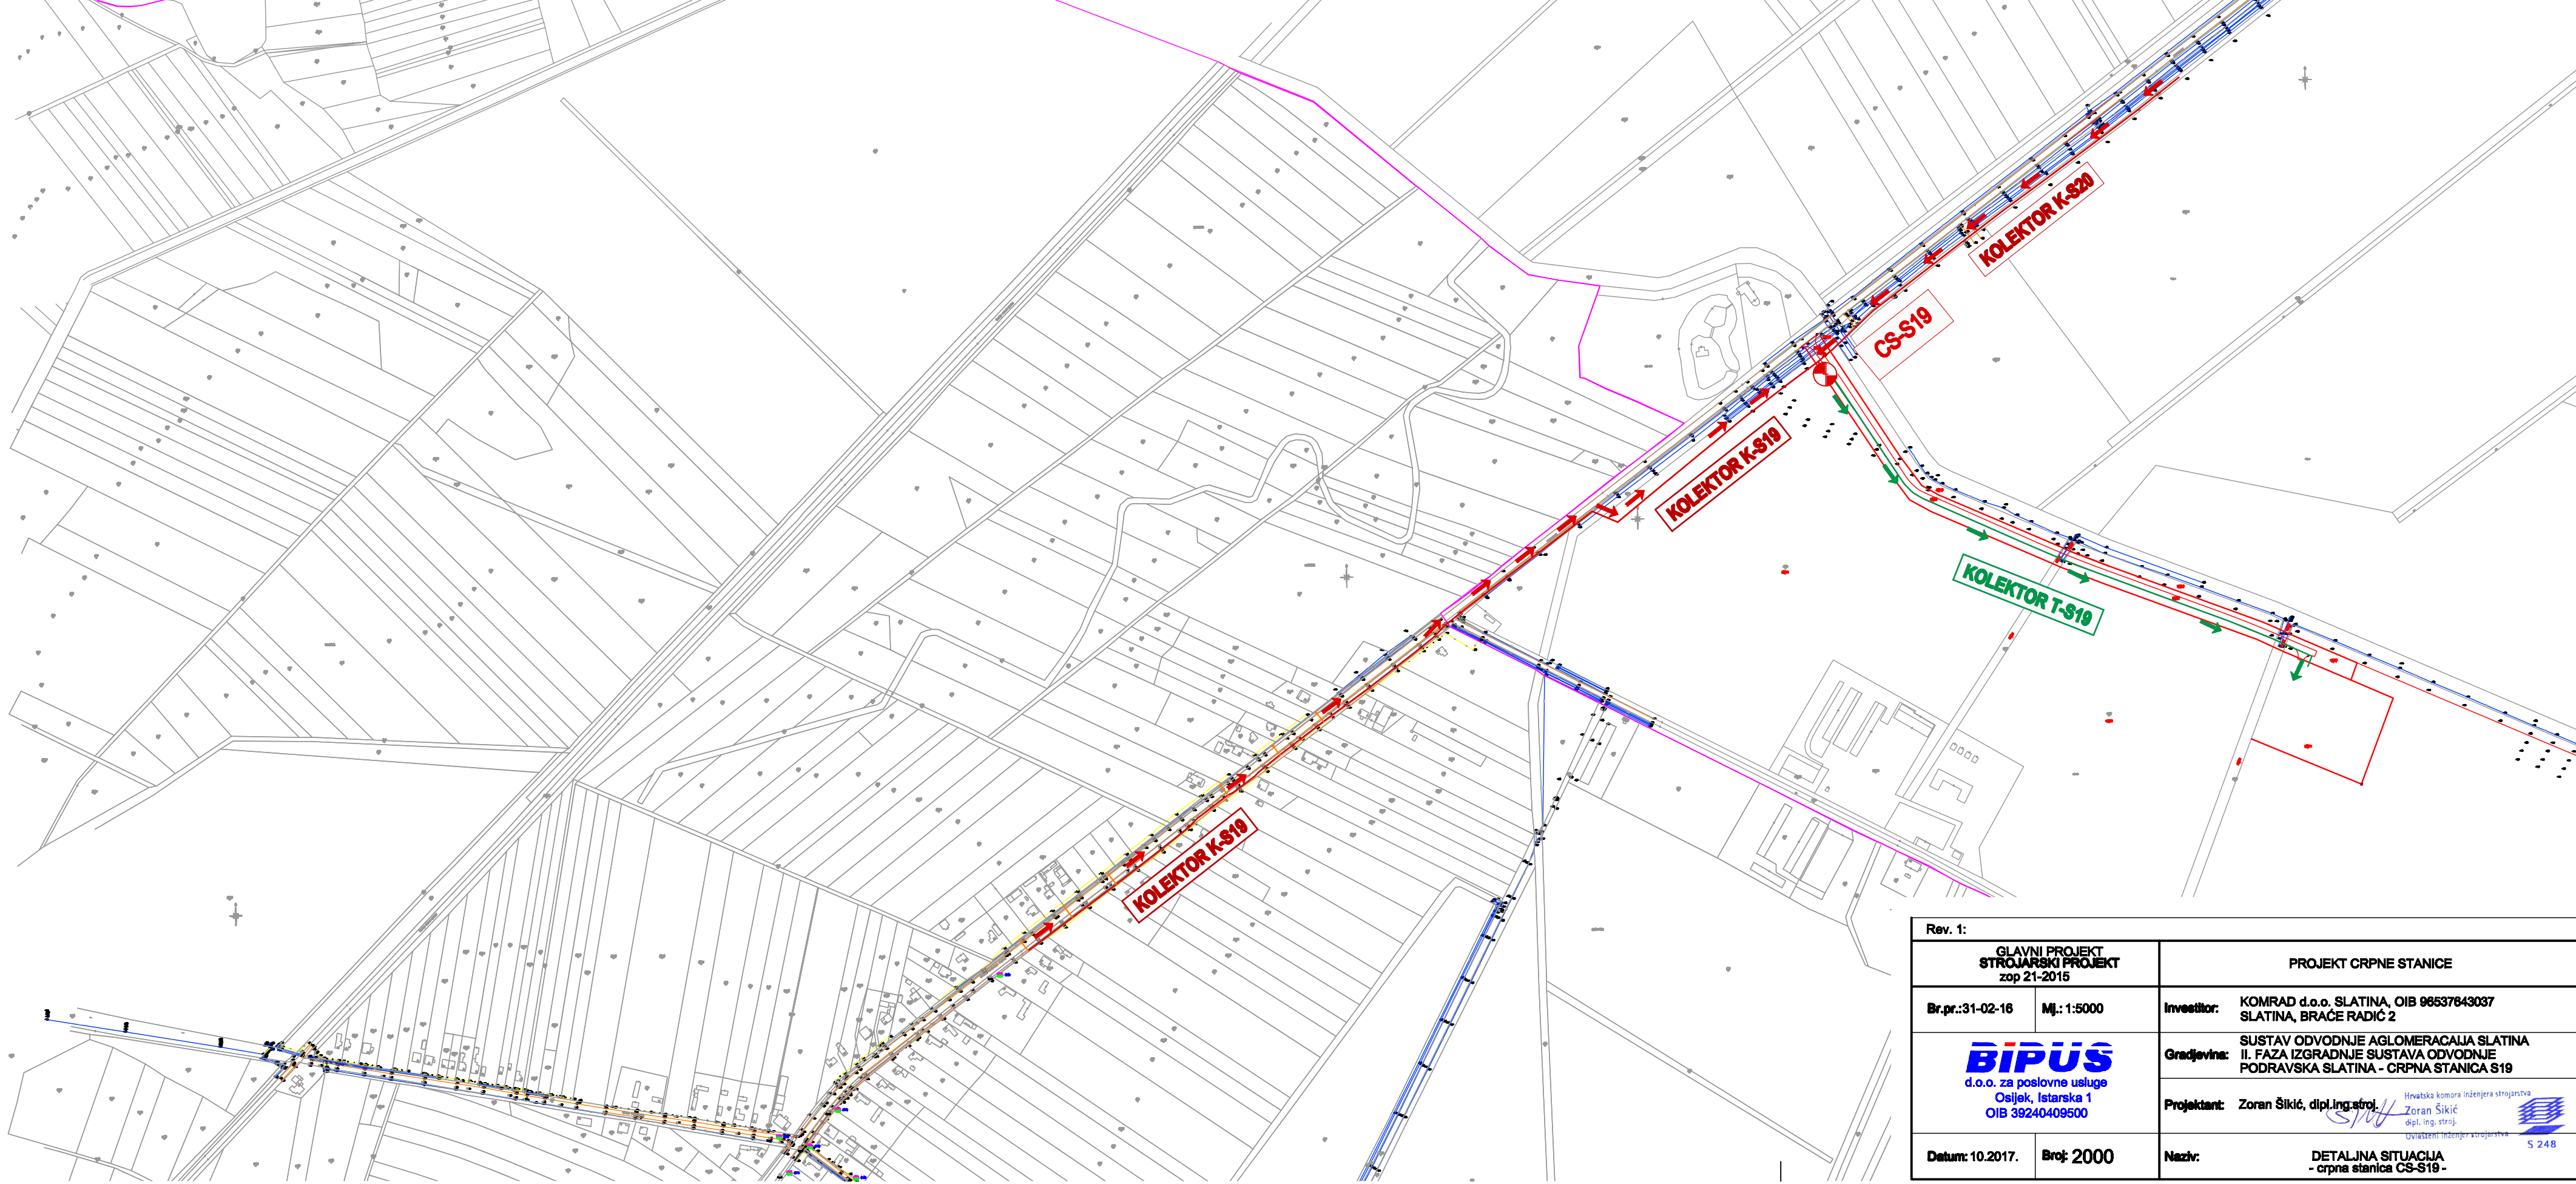 KOLEKTOR K-S20
CS-S19
KOLEKTOR K-S19
KOLEKTOR T-S19
KOLEKTOR K-S19
Rev. 1:
GLAVNI PROJEKT
STROJARSKI PROJEKT
zop 21-2015
PROJEKT CRPNE STANICE
Br.pr.:31-02-16
Mj.: 1:5000
Investitor:
KOMRAD d.o.o. SLATINA, OIB 96537643037
SLATINA, BRAĆE RADIĆ 2
BIPUS
d.o.o. za poslovne usluge
Osijek, Istarska 1
OIB 39240409500
Gradjevina:
SUSTAV ODVODNJE AGLOMERACAIJA SLATINA
II. FAZA IZGRADNJE SUSTAVA ODVODNJE
PODRAVSKA SLATINA - CRPNA STANICA S19
Projektant:
Zoran Šikić, dipl.ing.stroj.
Hrvatska komora inženjera strojarstva
Zoran Šikić
dipl. ing. stroj.
Ovlašteni inženjer strojarstva
S 248
Datum: 10.2017.
Broj: 2000
Naziv:
DETALJNA SITUACIJA
- crpna stanica CS-S19 -